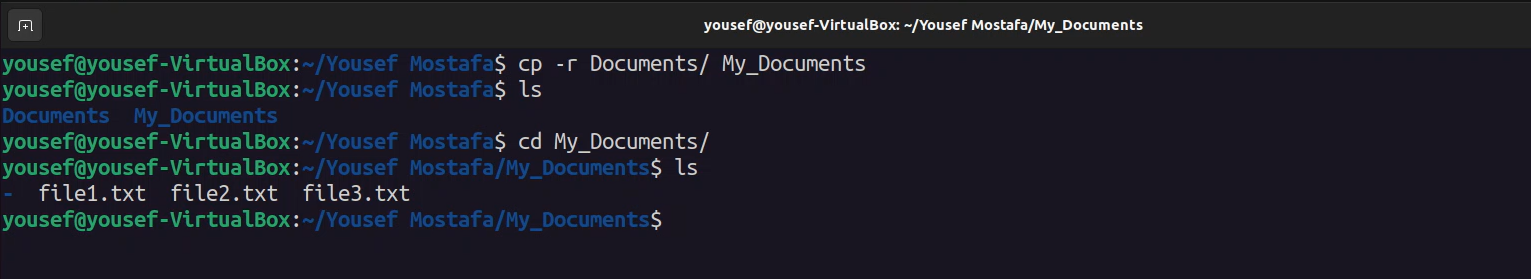 yousef@yousef-VirtualBox: ~/Yousef Mostafa/My_Documents
yousef@yousef-VirtualBox:~/Yousef Mostafa$ cp -r Documents/ My_Documents
yousef@yousef-VirtualBox:~/Yousef Mostafa$ ls
Documents  My_Documents
yousef@yousef-VirtualBox:~/Yousef Mostafa$ cd My_Documents/
yousef@yousef-VirtualBox:~/Yousef Mostafa/My_Documents$ ls
-  file1.txt  file2.txt  file3.txt
yousef@yousef-VirtualBox:~/Yousef Mostafa/My_Documents$